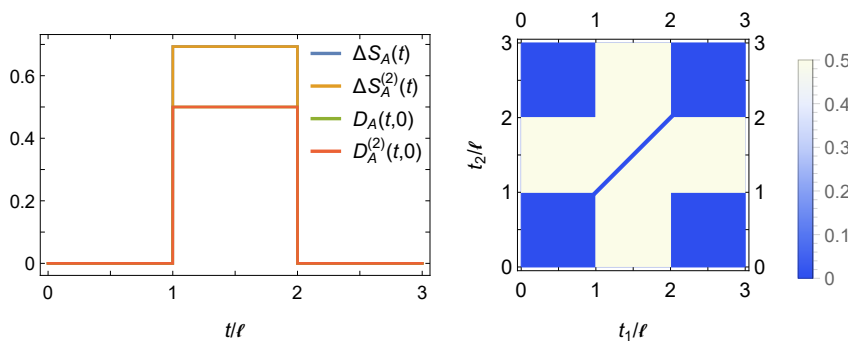 0.6
0.4
0.2
0
0 1 2 3
t/ℓ
ΔS_A(t)
ΔS_A^{(2)}(t)
D_A(t,0)
D_A^{(2)}(t,0)
0 1 2 3
3 3
2 2
1 1
0 0
0 1 2 3
t_2/ℓ
t_1/ℓ
0.5
0.4
0.3
0.2
0.1
0